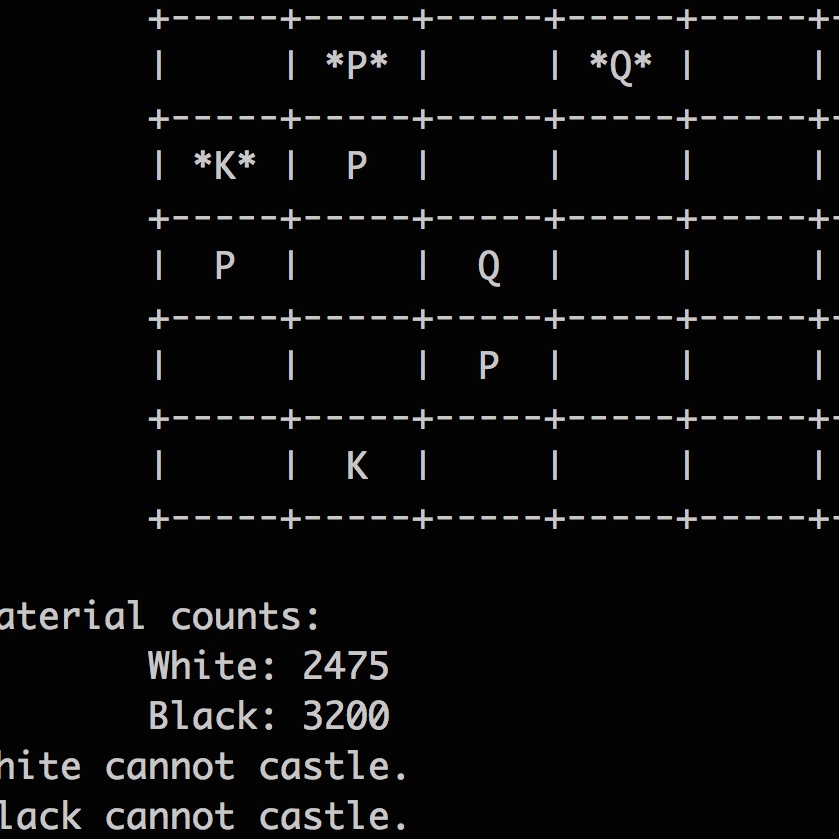 +-----+-----+-----+-----+-----+-
|     | *P* |     | *Q* |     |
+-----+-----+-----+-----+-----+-
| *K* |  P  |     |     |     |
+-----+-----+-----+-----+-----+-
|  P  |     |  Q  |     |     |
+-----+-----+-----+-----+-----+-
|     |     |  P  |     |     |
+-----+-----+-----+-----+-----+-
|     |  K  |     |     |     |
+-----+-----+-----+-----+-----+-
aterial counts:
White: 2475
Black: 3200
hite cannot castle.
lack cannot castle.